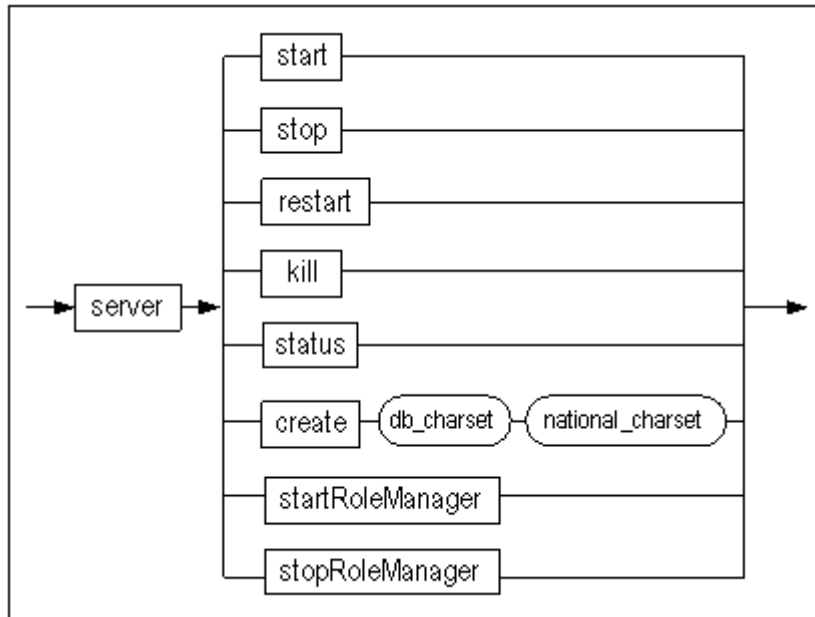 start
stop
restart
kill
server
status
create db_charset national_charset
startRoleManager
stopRoleManager